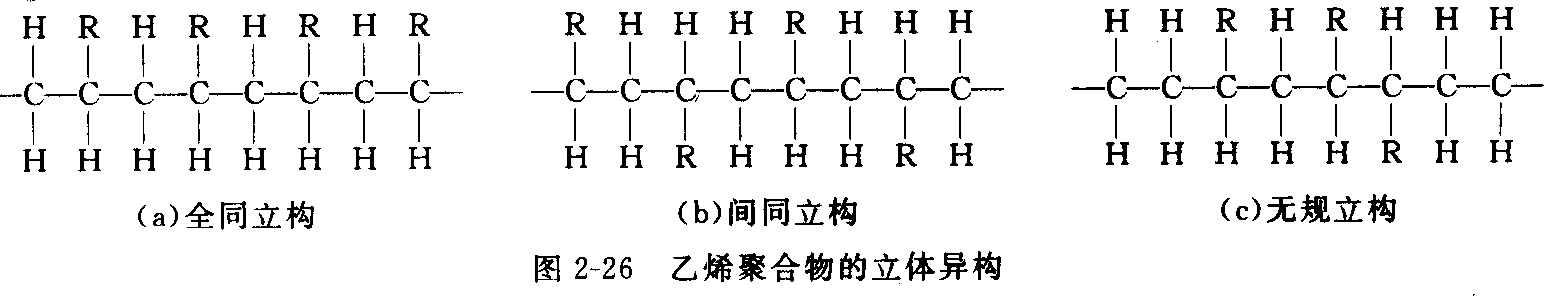 H R H R H R H R R H H H R H H H H H R H R H H H
—C—C—C—C—C—C—C—C— —C—C—C—C—C—C—C—C— —C—C—C—C—C—C—C—C—
H H H H H H H H H H R H H H R H H H H H H R H H
(a)全同立构 (b)间同立构 (c)无规立构
图 2-26 乙烯聚合物的立体异构